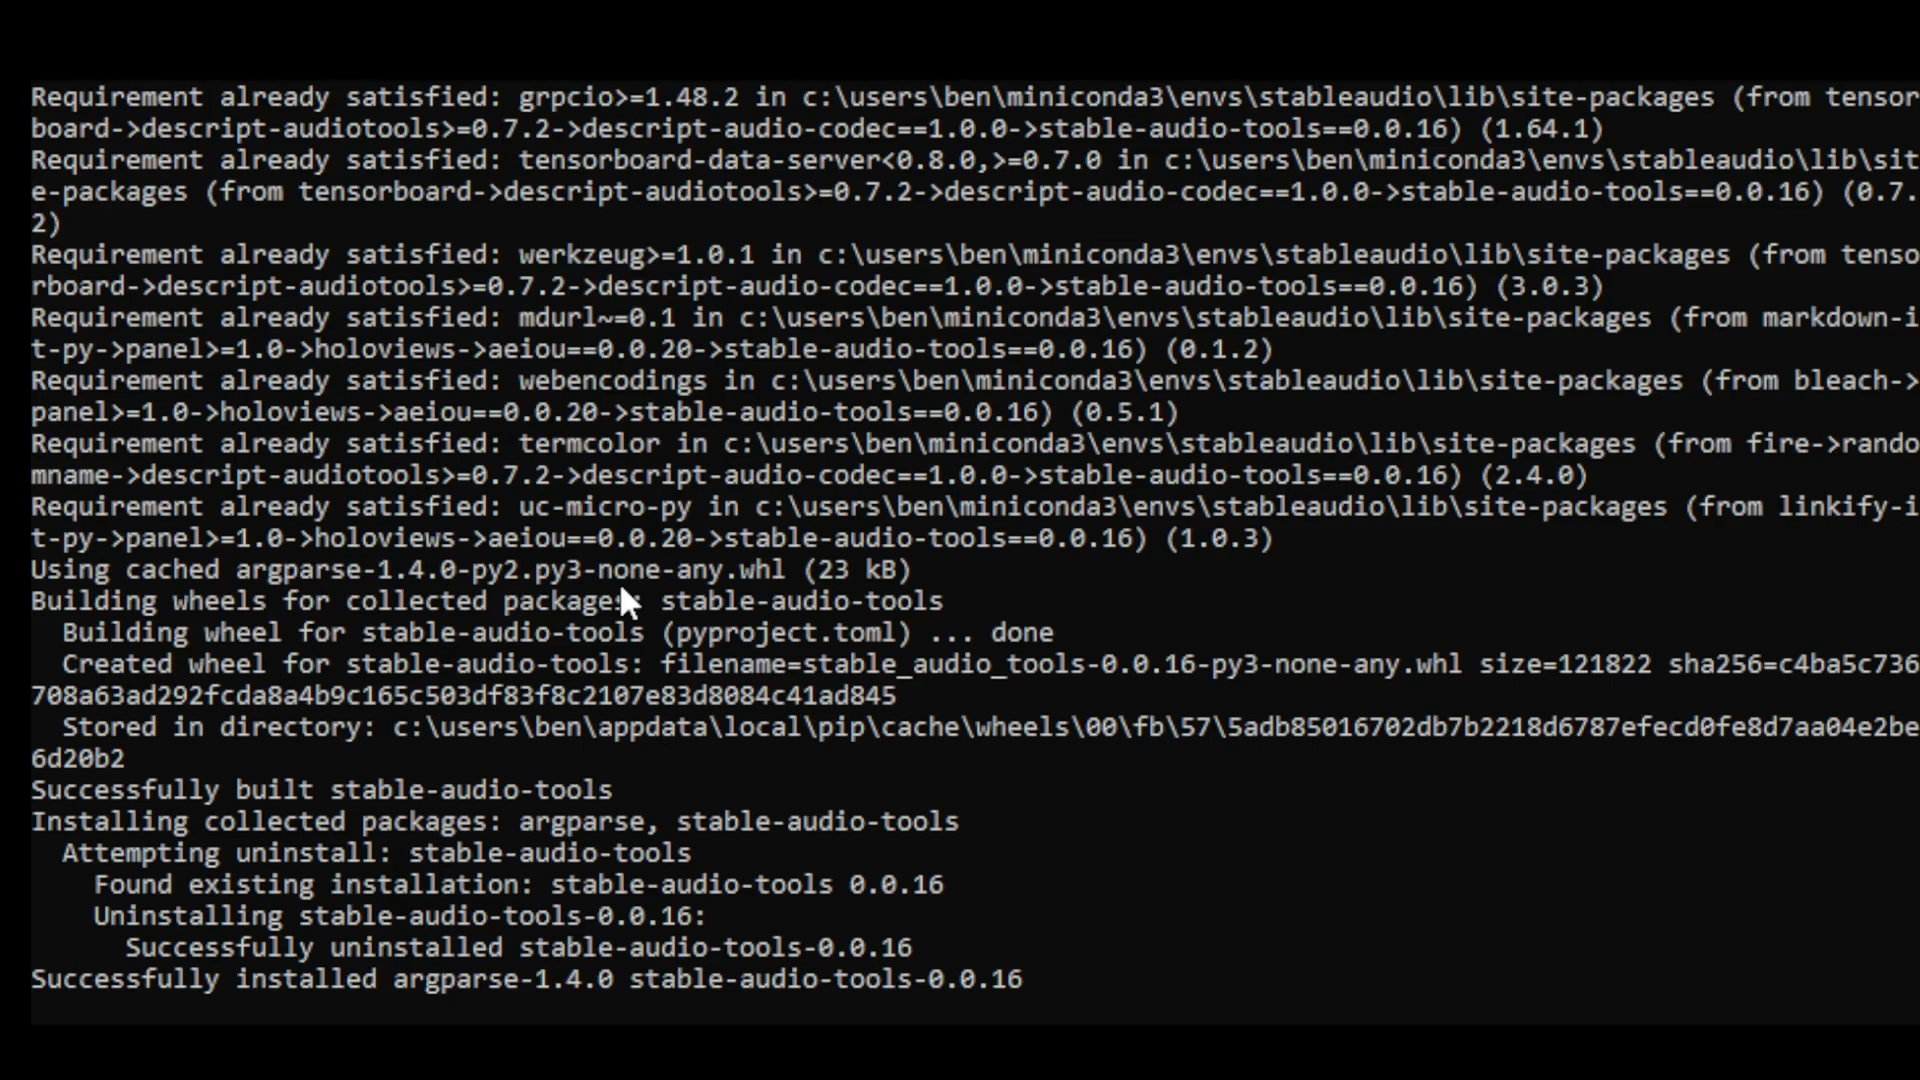 Requirement already satisfied: grpcio>=1.48.2 in c:\users\ben\miniconda3\envs\stableaudio\lib\site-packages (from tensor
board->descript-audiotools>=0.7.2->descript-audio-codec==1.0.0->stable-audio-tools==0.0.16) (1.64.1)
Requirement already satisfied: tensorboard-data-server<0.8.0,>=0.7.0 in c:\users\ben\miniconda3\envs\stableaudio\lib\sit
e-packages (from tensorboard->descript-audiotools>=0.7.2->descript-audio-codec==1.0.0->stable-audio-tools==0.0.16) (0.7.
2)
Requirement already satisfied: werkzeug>=1.0.1 in c:\users\ben\miniconda3\envs\stableaudio\lib\site-packages (from tenso
rboard->descript-audiotools>=0.7.2->descript-audio-codec==1.0.0->stable-audio-tools==0.0.16) (3.0.3)
Requirement already satisfied: mdurl~=0.1 in c:\users\ben\miniconda3\envs\stableaudio\lib\site-packages (from markdown-i
t-py->panel>=1.0->holoviews->aeiou==0.0.20->stable-audio-tools==0.0.16) (0.1.2)
Requirement already satisfied: webencodings in c:\users\ben\miniconda3\envs\stableaudio\lib\site-packages (from bleach->
panel>=1.0->holoviews->aeiou==0.0.20->stable-audio-tools==0.0.16) (0.5.1)
Requirement already satisfied: termcolor in c:\users\ben\miniconda3\envs\stableaudio\lib\site-packages (from fire->rando
mname->descript-audiotools>=0.7.2->descript-audio-codec==1.0.0->stable-audio-tools==0.0.16) (2.4.0)
Requirement already satisfied: uc-micro-py in c:\users\ben\miniconda3\envs\stableaudio\lib\site-packages (from linkify-i
t-py->panel>=1.0->holoviews->aeiou==0.0.20->stable-audio-tools==0.0.16) (1.0.3)
Using cached argparse-1.4.0-py2.py3-none-any.whl (23 kB)
Building wheels for collected packages: stable-audio-tools
  Building wheel for stable-audio-tools (pyproject.toml) ... done
  Created wheel for stable-audio-tools: filename=stable_audio_tools-0.0.16-py3-none-any.whl size=121822 sha256=c4ba5c736
708a63ad292fcda8a4b9c165c503df83f8c2107e83d8084c41ad845
  Stored in directory: c:\users\ben\appdata\local\pip\cache\wheels\00\fb\57\5adb85016702db7b2218d6787efecd0fe8d7aa04e2be
6d20b2
Successfully built stable-audio-tools
Installing collected packages: argparse, stable-audio-tools
  Attempting uninstall: stable-audio-tools
    Found existing installation: stable-audio-tools 0.0.16
    Uninstalling stable-audio-tools-0.0.16:
      Successfully uninstalled stable-audio-tools-0.0.16
Successfully installed argparse-1.4.0 stable-audio-tools-0.0.16